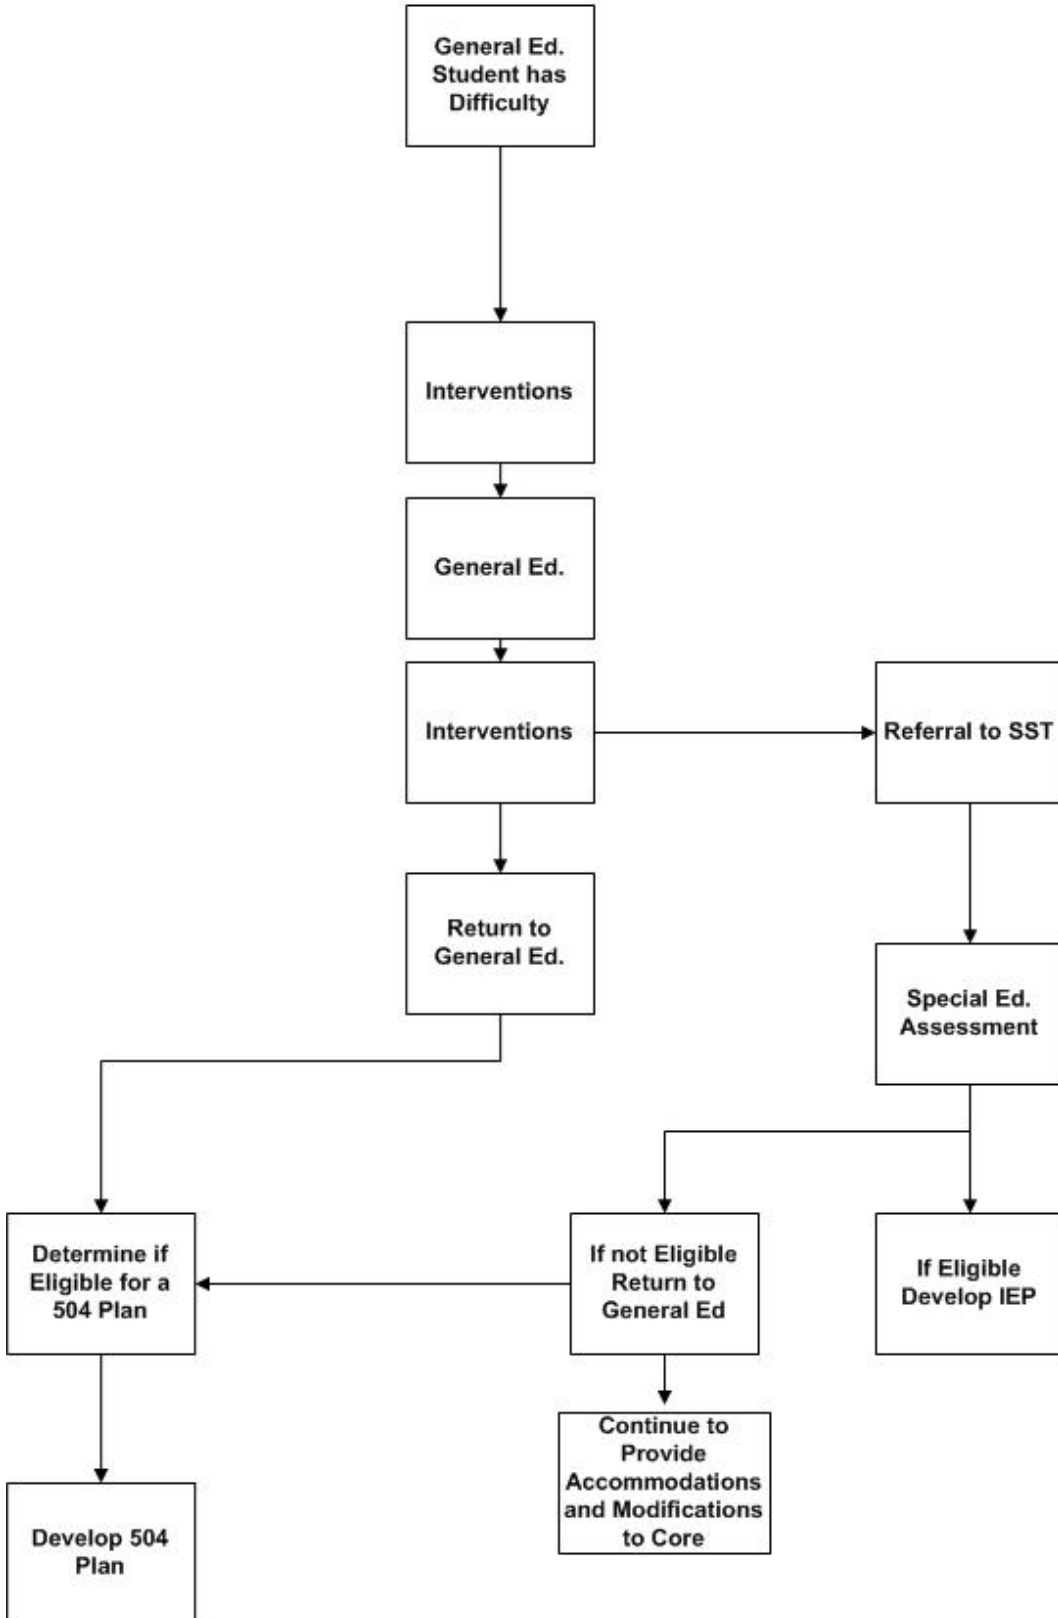 General Ed.
Student has
Difficulty
Interventions
General Ed.
Interventions
Referral to SST
Return to
General Ed.
Special Ed.
Assessment
Determine if
Eligible for a
504 Plan
If not Eligible
Return to
General Ed
If Eligible
Develop IEP
Continue to
Provide
Accommodations
and Modifications
to Core
Develop 504
Plan